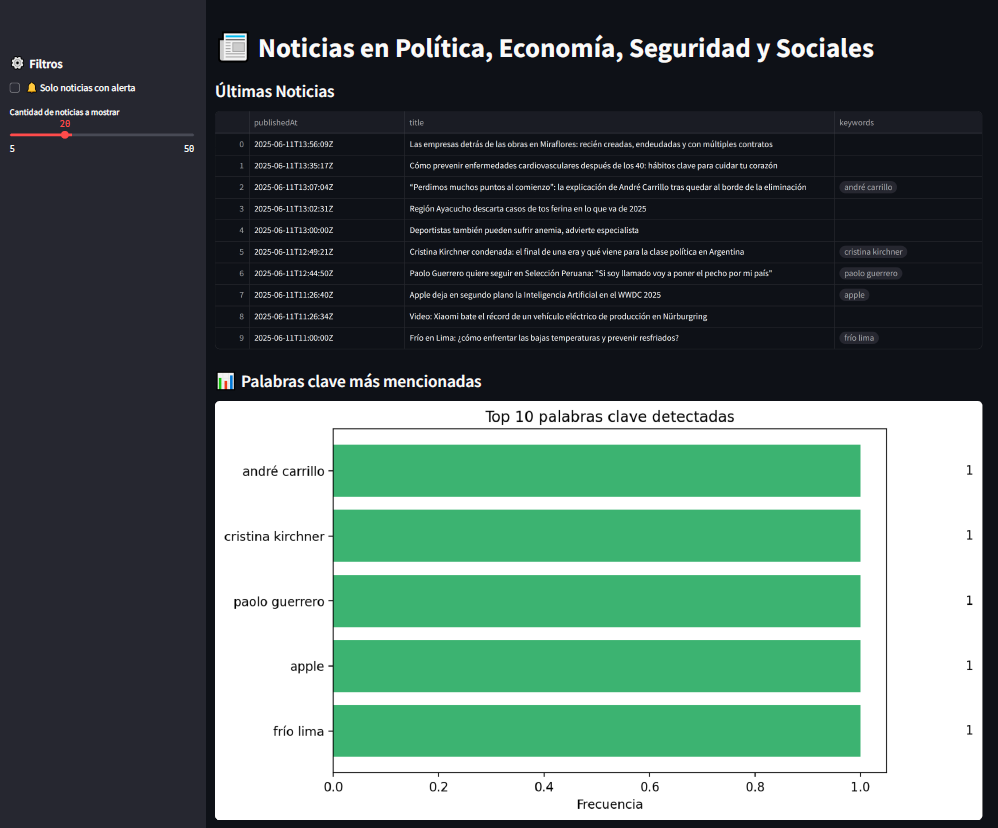 Filtros
Solo noticias con alerta
Cantidad de noticias a mostrar
20
5 50
Noticias en Política, Economía, Seguridad y Sociales
Últimas Noticias
publishedAt title keywords
0 2025-06-11T13:56:09Z Las empresas detrás de las obras en Miraflores: recién creadas, endeudadas y con múltiples contratos
1 2025-06-11T13:35:17Z Cómo prevenir enfermedades cardiovasculares después de los 40: hábitos clave para cuidar tu corazón
2 2025-06-11T13:07:04Z “Perdimos muchos puntos al comienzo”: la explicación de André Carrillo tras quedar al borde de la eliminación andré carrillo
3 2025-06-11T13:02:31Z Región Ayacucho descarta casos de tos ferina en lo que va de 2025
4 2025-06-11T13:00:00Z Deportistas también pueden sufrir anemia, advierte especialista
5 2025-06-11T12:49:21Z Cristina Kirchner condenada: el final de una era y qué viene para la clase política en Argentina cristina kirchner
6 2025-06-11T12:44:50Z Paolo Guerrero quiere seguir en Selección Peruana: "Si soy llamado voy a poner el pecho por mi país" paolo guerrero
7 2025-06-11T11:26:40Z Apple deja en segundo plano la Inteligencia Artificial en el WWDC 2025 apple
8 2025-06-11T11:26:34Z Video: Xiaomi bate el récord de un vehículo eléctrico de producción en Nürburgring
9 2025-06-11T11:00:00Z Frío en Lima: ¿cómo enfrentar las bajas temperaturas y prevenir resfriados? frío lima
Palabras clave más mencionadas
Top 10 palabras clave detectadas
andré carrillo 1
cristina kirchner 1
paolo guerrero 1
apple 1
frío lima 1
0.0 0.2 0.4 0.6 0.8 1.0
Frecuencia